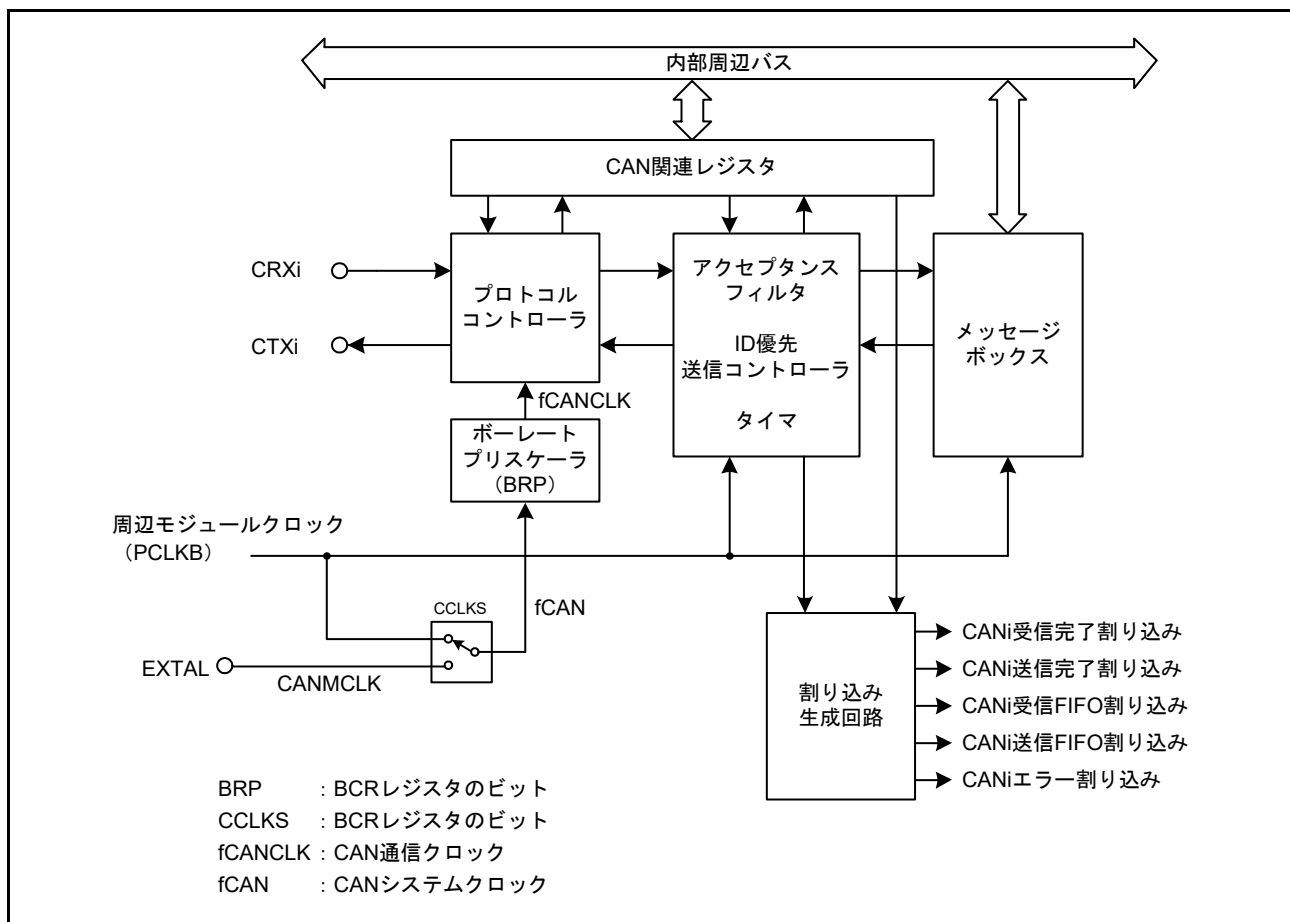 内部周辺バス
CAN関連レジスタ
CRXi
CTXi
プロトコル
コントローラ
アクセプタンス
フィルタ
ID優先
送信コントローラ
タイマ
メッセージ
ボックス
fCANCLK
ボーレート
プリスケーラ
（BRP）
周辺モジュールクロック
（PCLKB）
CCLKS
fCAN
EXTAL
CANMCLK
割り込み
生成回路
CANi受信完了割り込み
CANi送信完了割り込み
CANi受信FIFO割り込み
CANi送信FIFO割り込み
CANiエラー割り込み
BRP : BCRレジスタのビット
CCLKS : BCRレジスタのビット
fCANCLK : CAN通信クロック
fCAN : CANシステムクロック